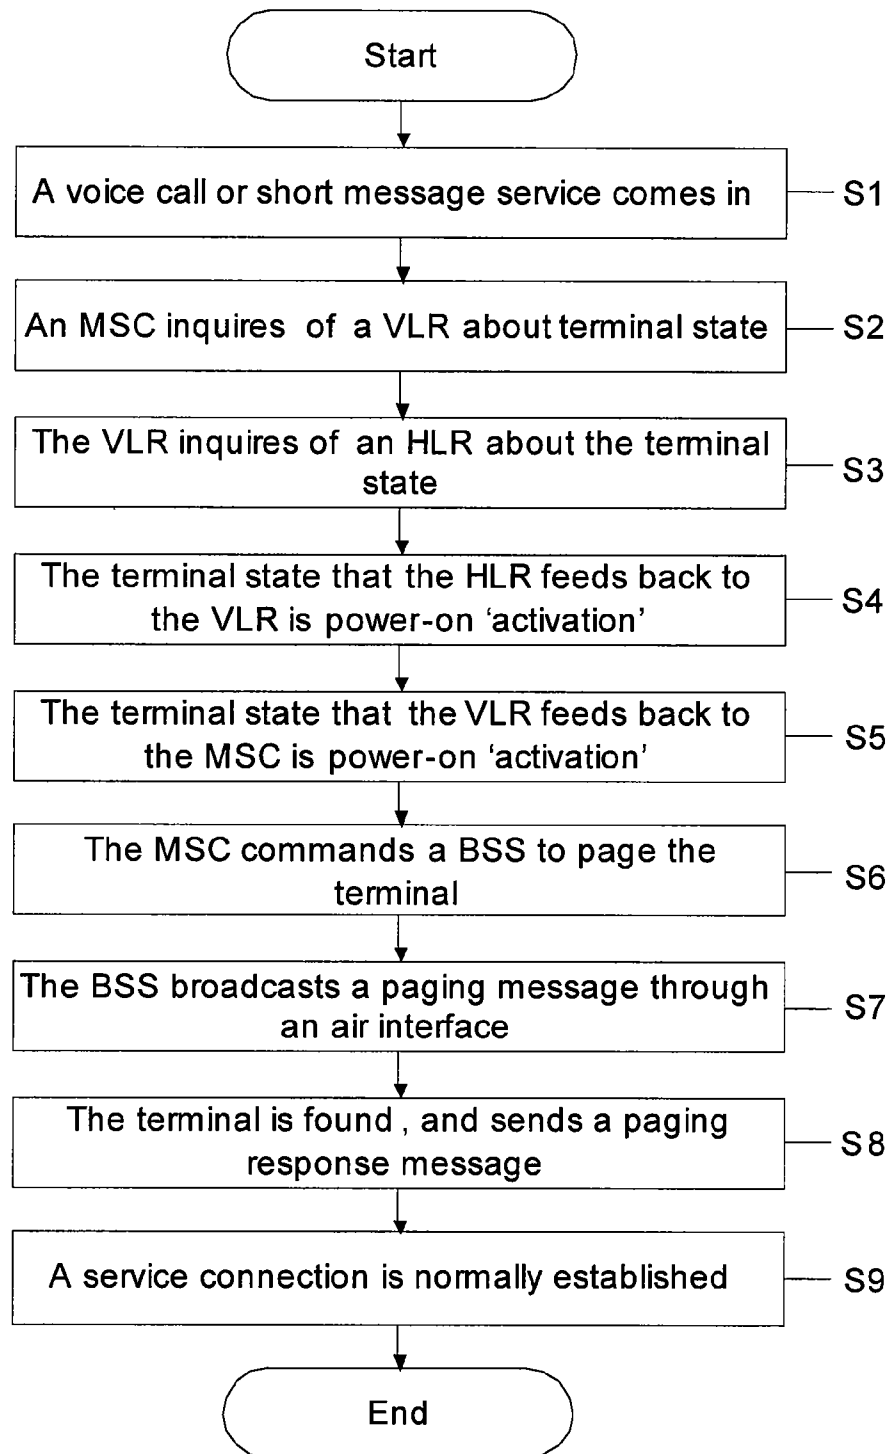 Start
A voice call or short message service comes in
S1
An MSC inquires of a VLR about terminal state
S2
The VLR inquires of an HLR about the terminal
state
S3
The terminal state that the HLR feeds back to
the VLR is power-on ‘activation’
S4
The terminal state that the VLR feeds back to
the MSC is power-on ‘activation’
S5
The MSC commands a BSS to page the
terminal
S6
The BSS broadcasts a paging message through
an air interface
S7
The terminal is found , and sends a paging
response message
S8
A service connection is normally established
S9
End